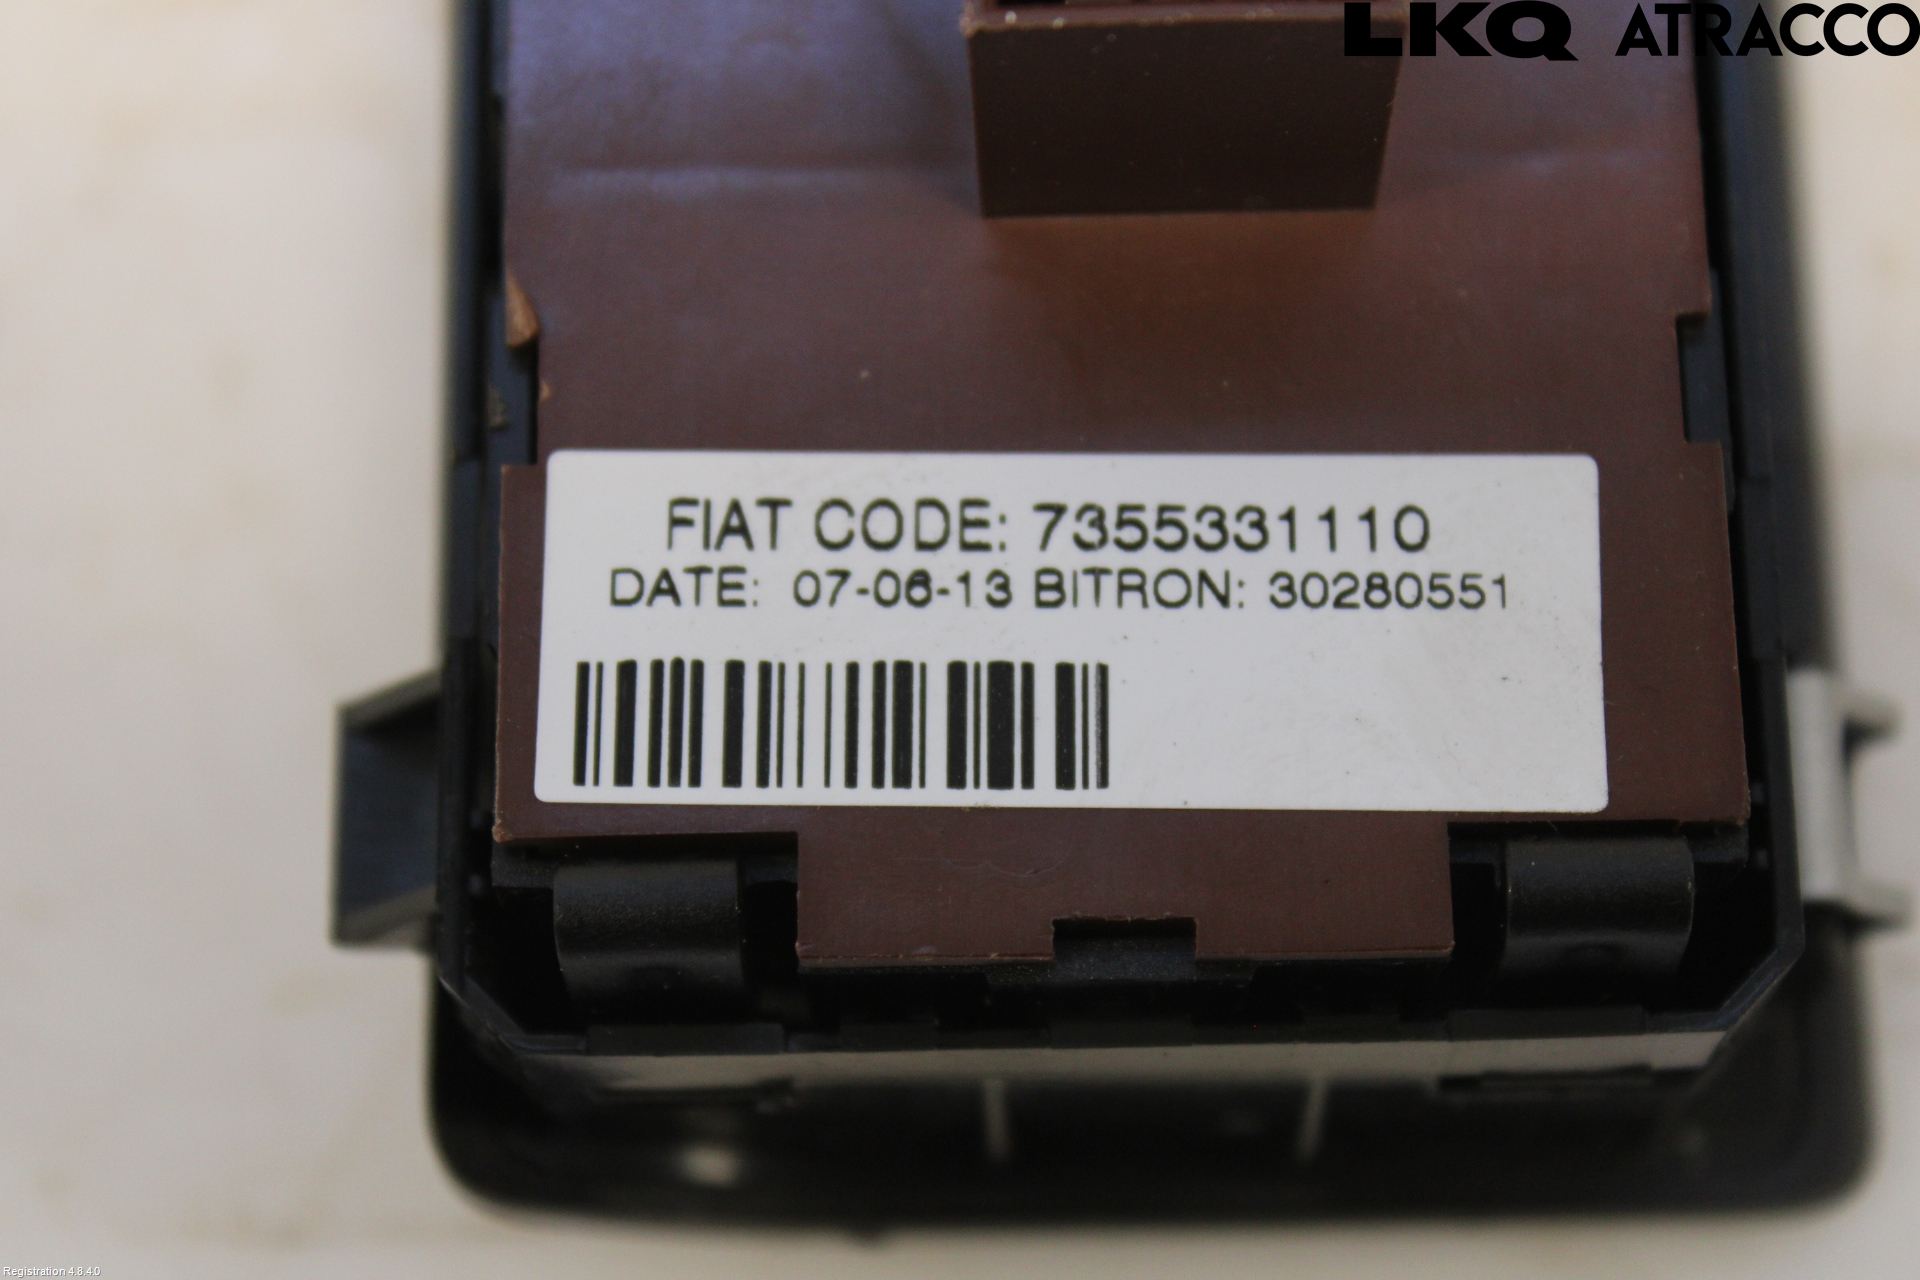 LKQ ATRACCO
FIAT CODE: 7355331110
DATE: 07-06-13 BITRON: 30280551
Registration 4.8.4.0